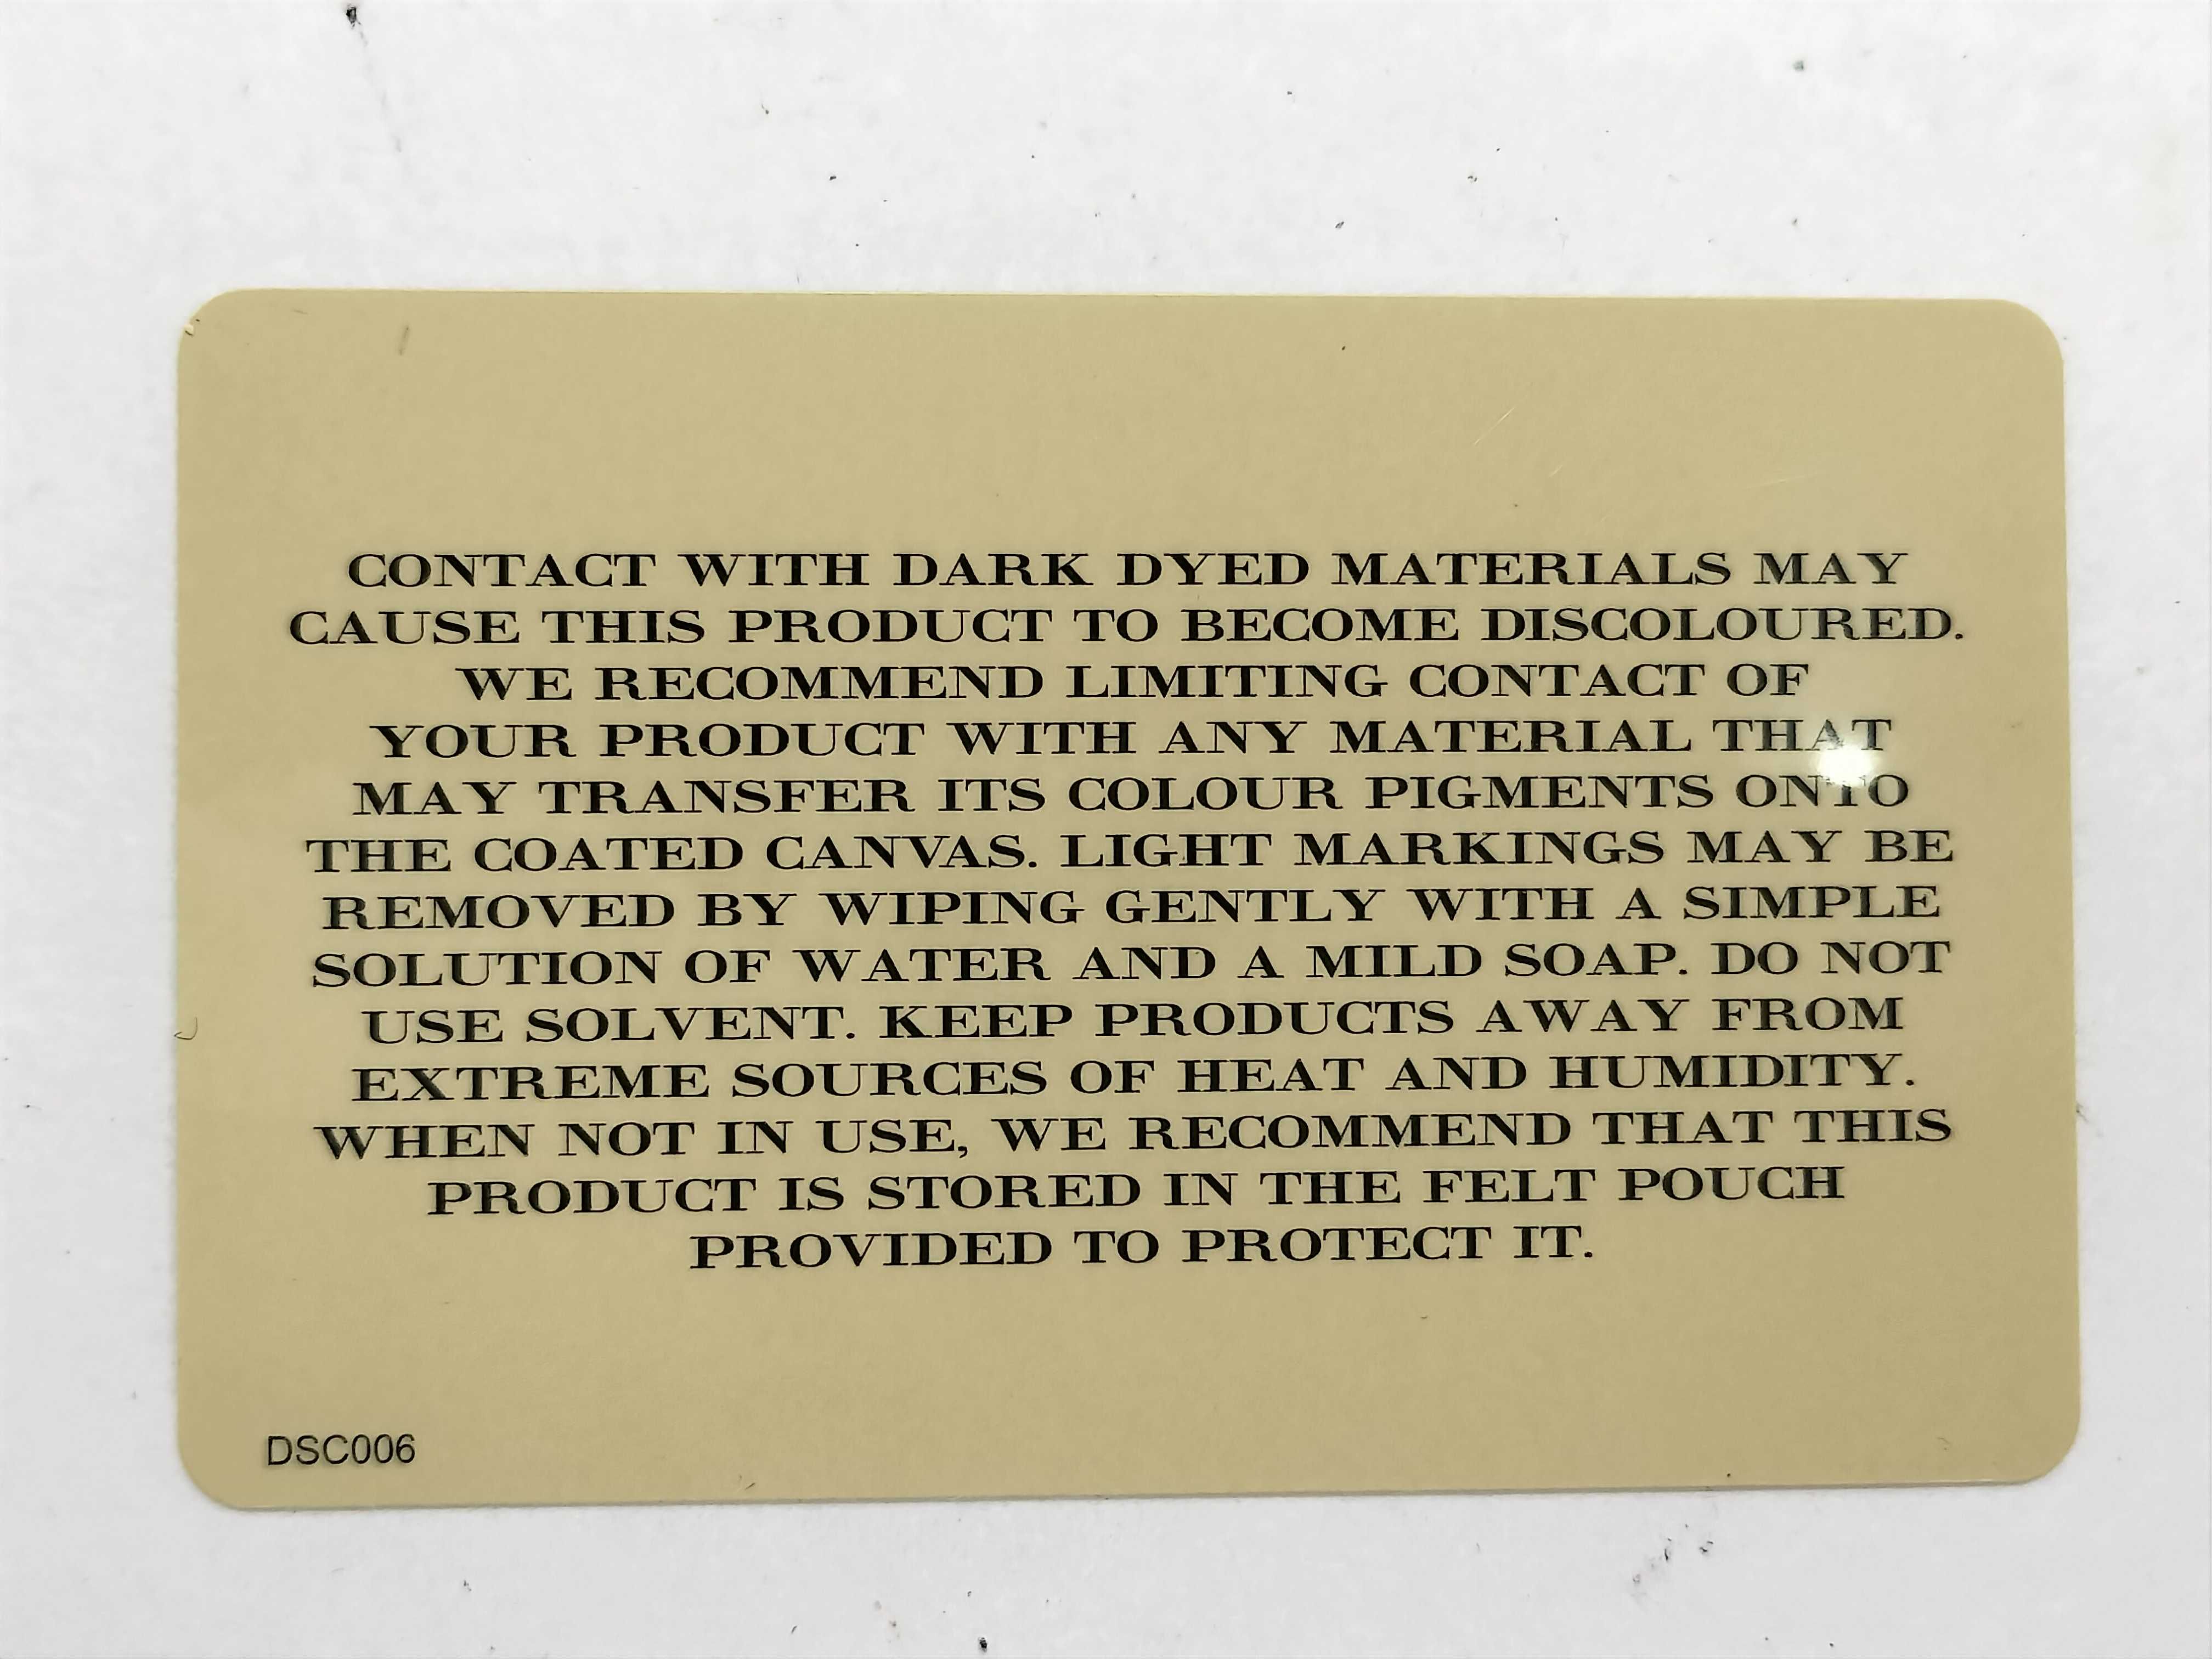 CONTACT WITH DARK DYED MATERIALS MAY
CAUSE THIS PRODUCT TO BECOME DISCOLOURED.
WE RECOMMEND LIMITING CONTACT OF
YOUR PRODUCT WITH ANY MATERIAL THAT
MAY TRANSFER ITS COLOUR PIGMENTS ONTO
THE COATED CANVAS. LIGHT MARKINGS MAY BE
REMOVED BY WIPING GENTLY WITH A SIMPLE
SOLUTION OF WATER AND A MILD SOAP. DO NOT
USE SOLVENT. KEEP PRODUCTS AWAY FROM
EXTREME SOURCES OF HEAT AND HUMIDITY.
WHEN NOT IN USE, WE RECOMMEND THAT THIS
PRODUCT IS STORED IN THE FELT POUCH
PROVIDED TO PROTECT IT.
DSC006